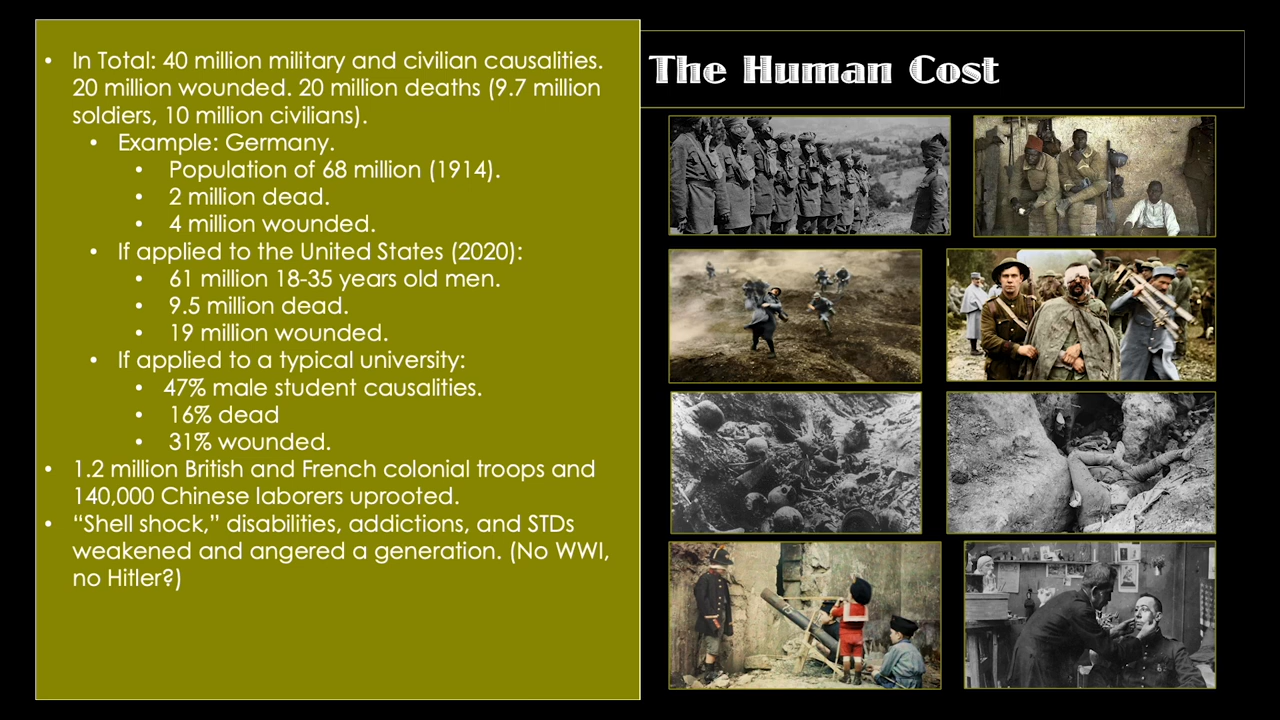 The Human Cost
• In Total: 40 million military and civilian causalities.
20 million wounded. 20 million deaths (9.7 million
soldiers, 10 million civilians).
• Example: Germany.
• Population of 68 million (1914).
• 2 million dead.
• 4 million wounded.
• If applied to the United States (2020):
• 61 million 18-35 years old men.
• 9.5 million dead.
• 19 million wounded.
• If applied to a typical university:
• 47% male student causalities.
• 16% dead
• 31% wounded.
• 1.2 million British and French colonial troops and
140,000 Chinese laborers uprooted.
• “Shell shock,” disabilities, addictions, and STDs
weakened and angered a generation. (No WWI,
no Hitler?)